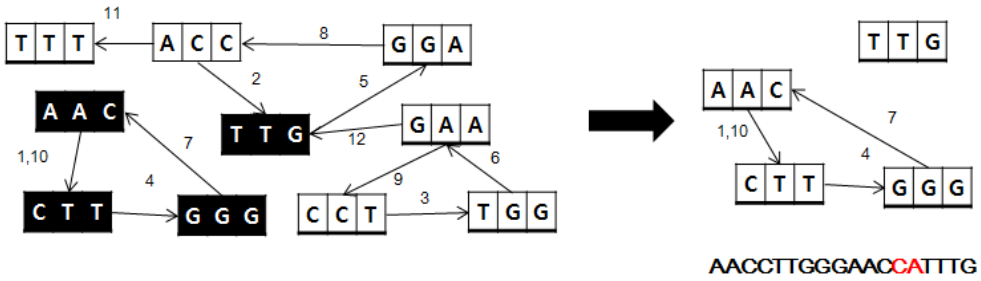 11
8
T T T
A C C
G G A
T T G
2
5
A A C
A A C
T T G
G A A
12
7
7
1,10
1,10
6
4
9
4
C T T
G G G
C C T
3
T G G
C T T
G G G
AACCTTGGGAACCATTTG